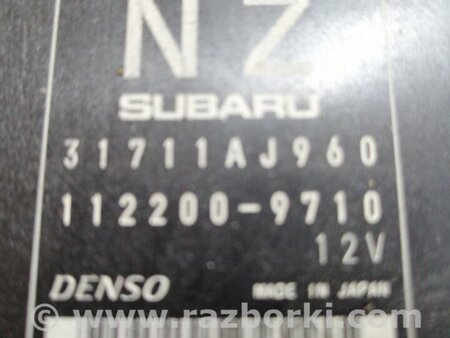 NZ
SUBARU
31711AJ960
112200-9710
12V
DENSO MADE IN JAPAN
© www.razborki.com